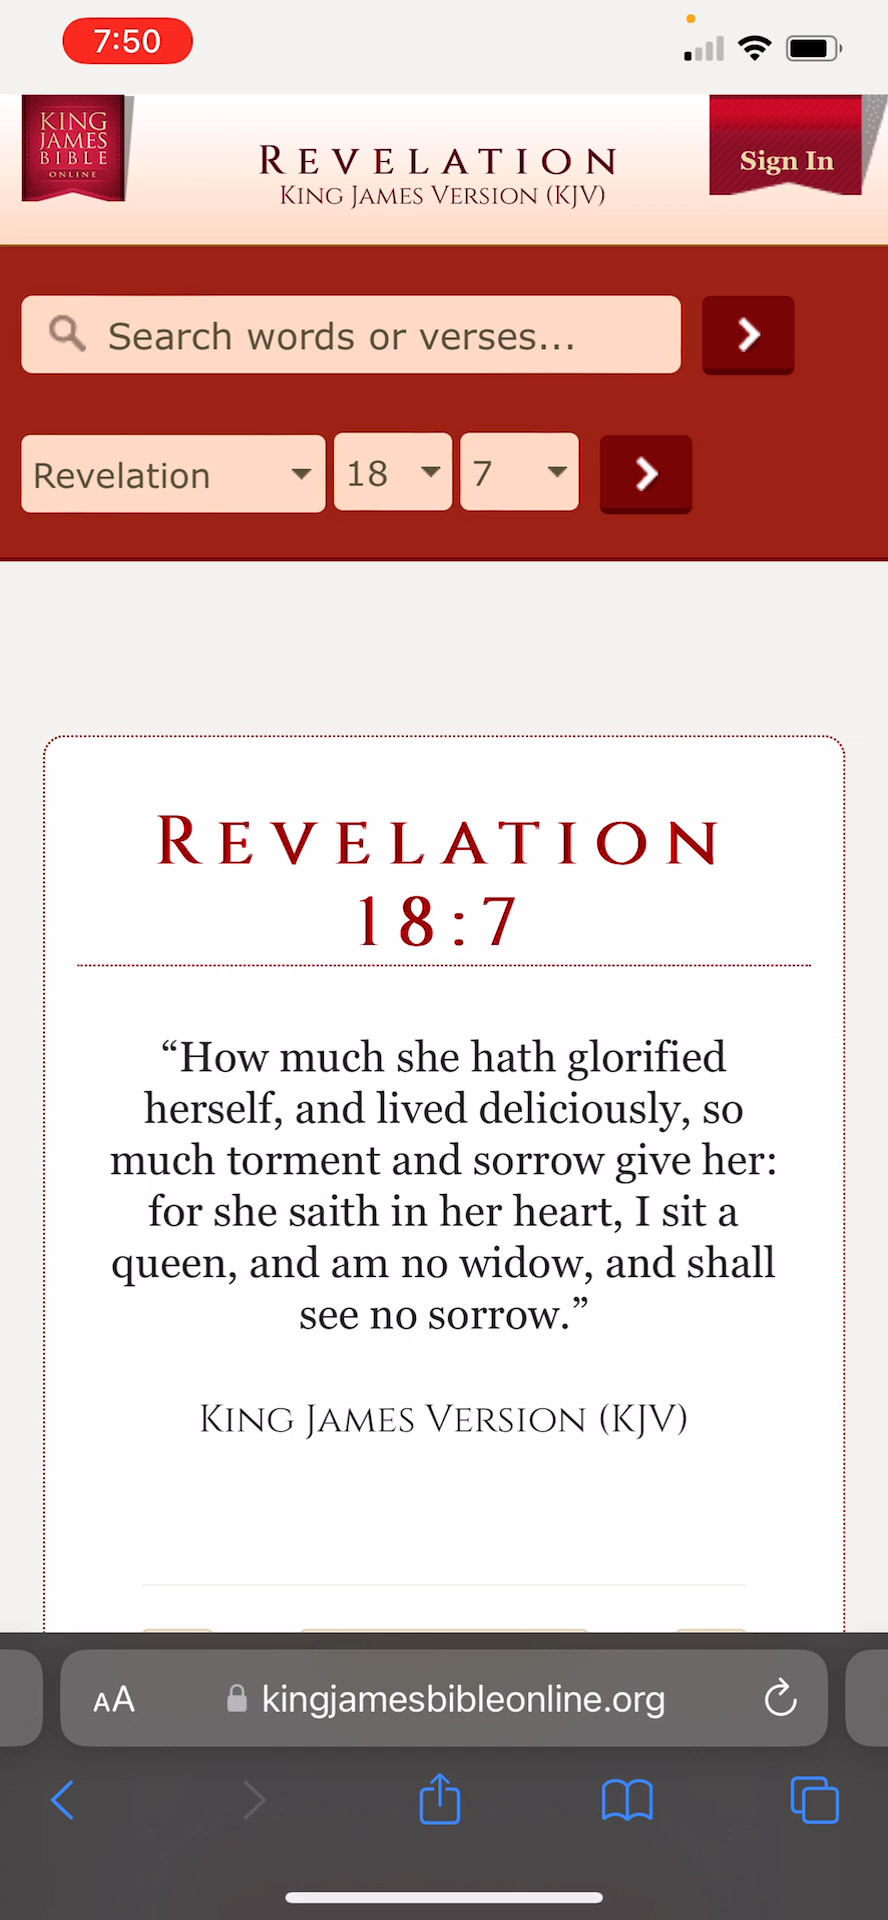 7:50
KING
JAMES
BIBLE
ONLINE
REVELATION
KING JAMES VERSION (KJV)
Sign In
Search words or verses...
Revelation 18 7
REVELATION
18:7
“How much she hath glorified
herself, and lived deliciously, so
much torment and sorrow give her:
for she saith in her heart, I sit a
queen, and am no widow, and shall
see no sorrow.”
KING JAMES VERSION (KJV)
AA kingjamesbibleonline.org